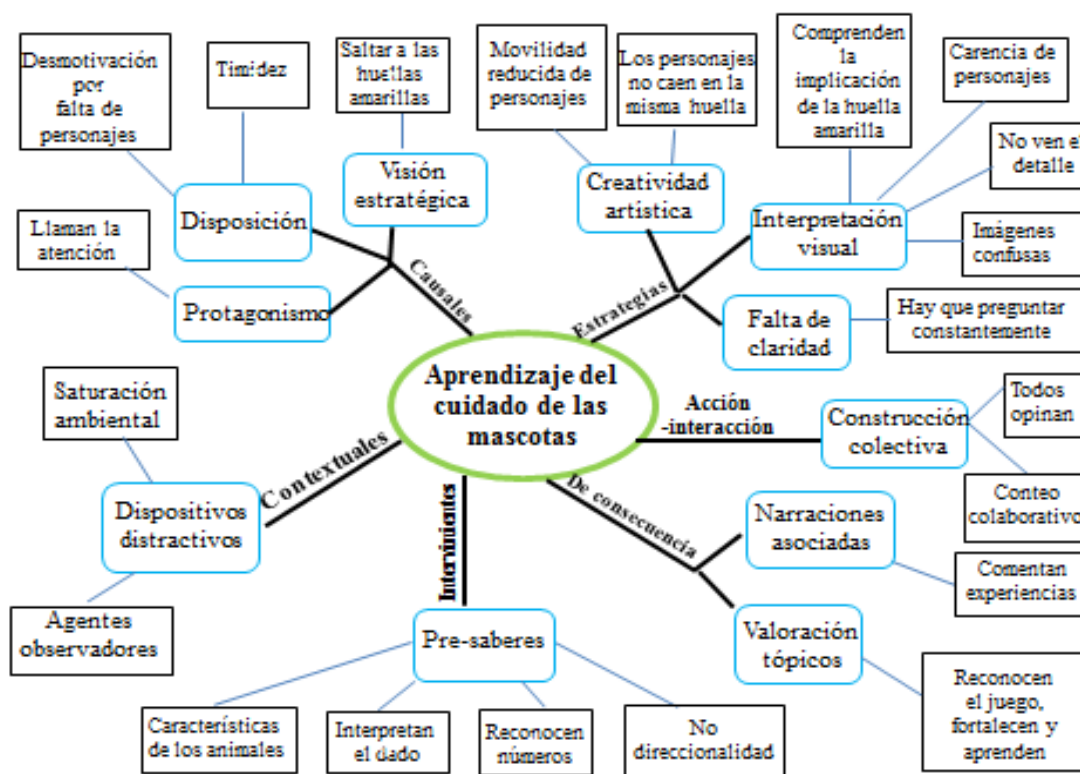 Desmotivación
por
falta de
personajes
Timidez
Saltar a las
huellas
amarillas
Movilidad
reducida de
personajes
Los personajes
no caen en la
misma huella
Comprenden
la
implicación
de la huella
amarilla
Carencia de
personajes
No ven el
detalle
Imágenes
confusas
Llaman la
atención
Disposición
Visión
estratégica
Protagonismo
Causales
Creatividad
artística
Interpretación
visual
Estrategias
Falta de
claridad
Hay que preguntar
constantemente
Aprendizaje del
cuidado de las
mascotas
Acción
-interacción
Construcción
colectiva
Todos
opinan
Conteo
colaborativo
Saturación
ambiental
Contextuales
Dispositivos
distractivos
Agentes
observadores
Intervinientes
Pre-saberes
Características
de los animales
Interpretan
el dado
Reconocen
números
No
direccionalidad
De consecuencia
Narraciones
asociadas
Comentan
experiencias
Valoración
tópicos
Reconocen
el juego,
fortalecen y
aprenden